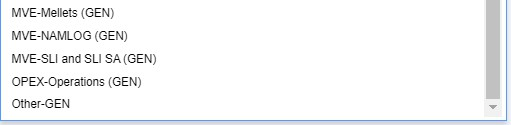 MVE-Mellets (GEN)
MVE-NAMLOG (GEN)
MVE-SLI and SLI SA (GEN)
OPEX-Operations (GEN)
Other-GEN